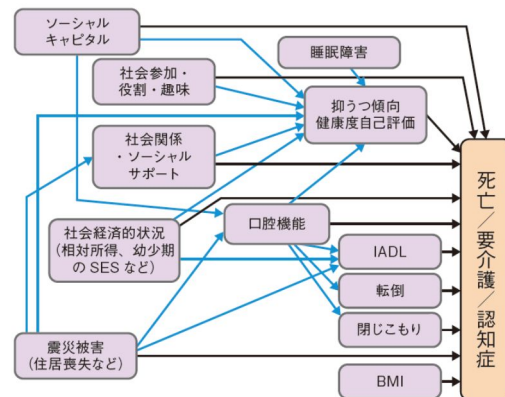 ソーシャル
キャピタル
睡眠障害
社会参加・
役割・趣味
抑うつ傾向
健康度自己評価
社会関係
・ソーシャル
サポート
死亡／要介護／認知症
口腔機能
社会経済的状況
(相対所得、幼少期
の SES など)
IADL
転倒
閉じこもり
震災被害
(住居喪失など)
BMI